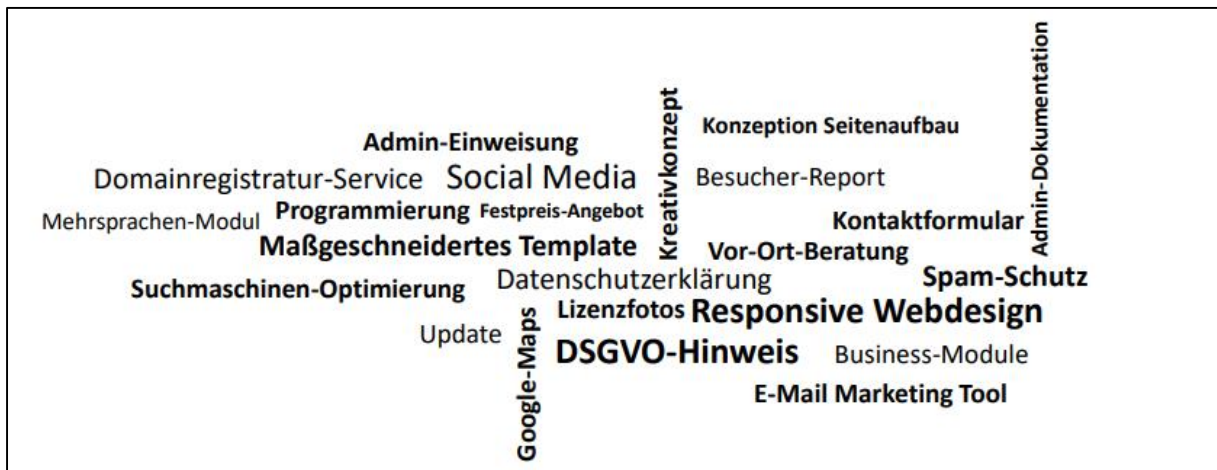 Admin-Dokumentation
Kreativkonzept
Konzeption Seitenaufbau
Admin-Einweisung
Domainregistratur-Service
Social Media
Besucher-Report
Mehrsprachen-Modul
Programmierung
Festpreis-Angebot
Kontaktformular
Maßgeschneidertes Template
Vor-Ort-Beratung
Datenschutzerklärung
Spam-Schutz
Suchmaschinen-Optimierung
Lizenzfotos
Responsive Webdesign
Update
Google-Maps
DSGVO-Hinweis
Business-Module
E-Mail Marketing Tool